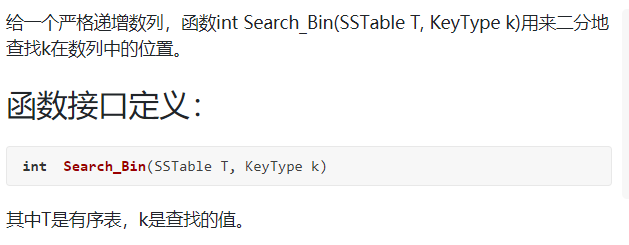 给一个严格递增数列，函数int Search_Bin(SSTable T, KeyType k)用来二分地
查找k在数列中的位置。
函数接口定义：
int  Search_Bin(SSTable T, KeyType k)
其中T是有序表，k是查找的值。